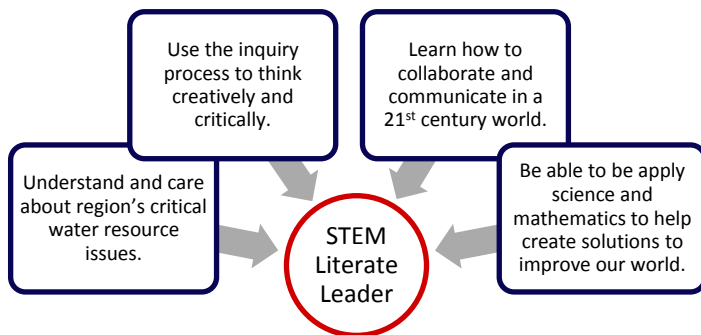 Use the inquiry
process to think
creatively and
critically.
Learn how to
collaborate and
communicate in a
21st century world.
Understand and care
about region's critical
water resource
issues.
Be able to be apply
science and
mathematics to help
create solutions to
improve our world.
STEM
Literate
Leader